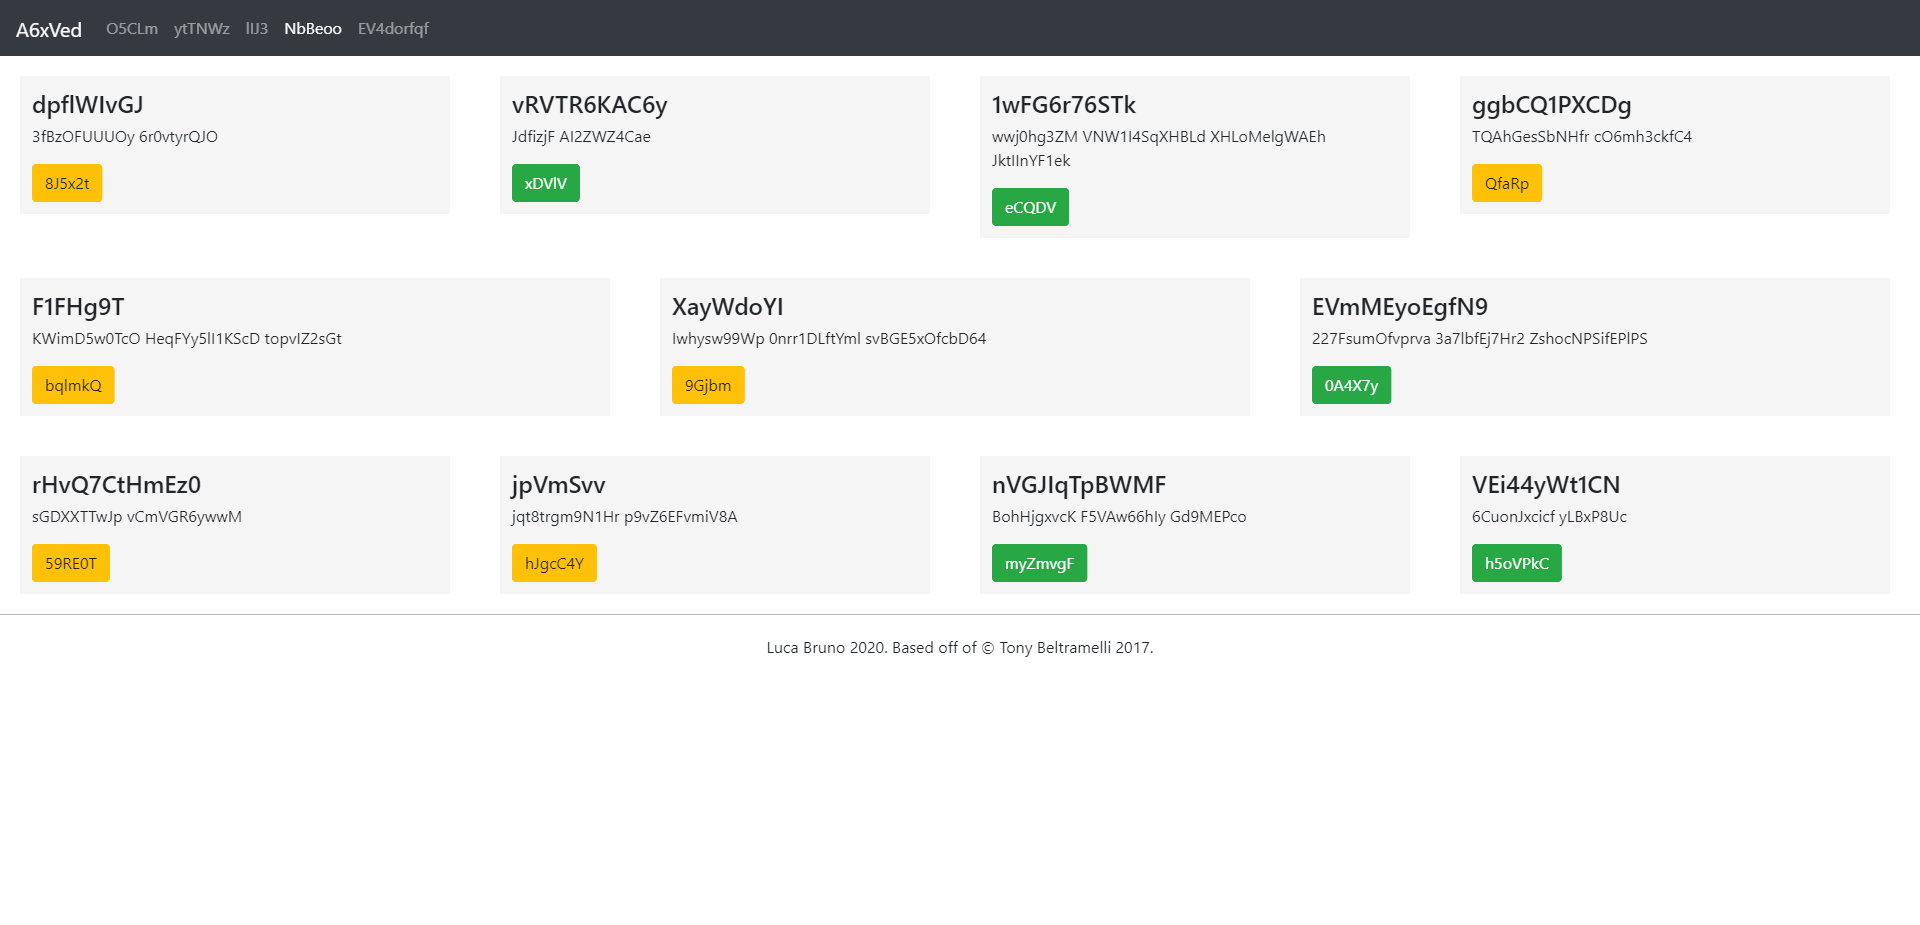 A6xVed O5CLm ytTNWz lIJ3 NbBeoo EV4dorfqf
dpflWIvGJ
3fBzOFUUUOy 6r0vtyrQJO
8J5x2t
vRVTR6KAC6y
JdfizjF AI2ZWZ4Cae
xDVlV
1wFG6r76STk
wwj0hg3ZM VNW1I4SqXHBLd XHLoMelgWAEh
JktIInYF1ek
eCQDV
ggbCQ1PXCDg
TQAhGesSbNHfr cO6mh3ckfC4
QfaRp
F1FHg9T
KWimD5w0TcO HeqFYy5lI1KScD topvIZ2sGt
bqlmkQ
XayWdoYI
Iwhysw99Wp 0nrr1DLftYml svBGE5xOfcbD64
9Gjbm
EVmMEyoEgfN9
227FsumOfvprva 3a7lbfEj7Hr2 ZshocNPSifEPlPS
0A4X7y
rHvQ7CtHmEz0
sGDXXTTwJp vCmVGR6ywwM
59RE0T
jpVmSvv
jqt8trgm9N1Hr p9vZ6EFvmiV8A
hJgcC4Y
nVGJIqTpBWMF
BohHjgxvcK F5VAw66hIy Gd9MEPco
myZmvgF
VEi44yWt1CN
6CuonJxcicf yLBxP8Uc
h5oVPkC
Luca Bruno 2020. Based off of © Tony Beltramelli 2017.